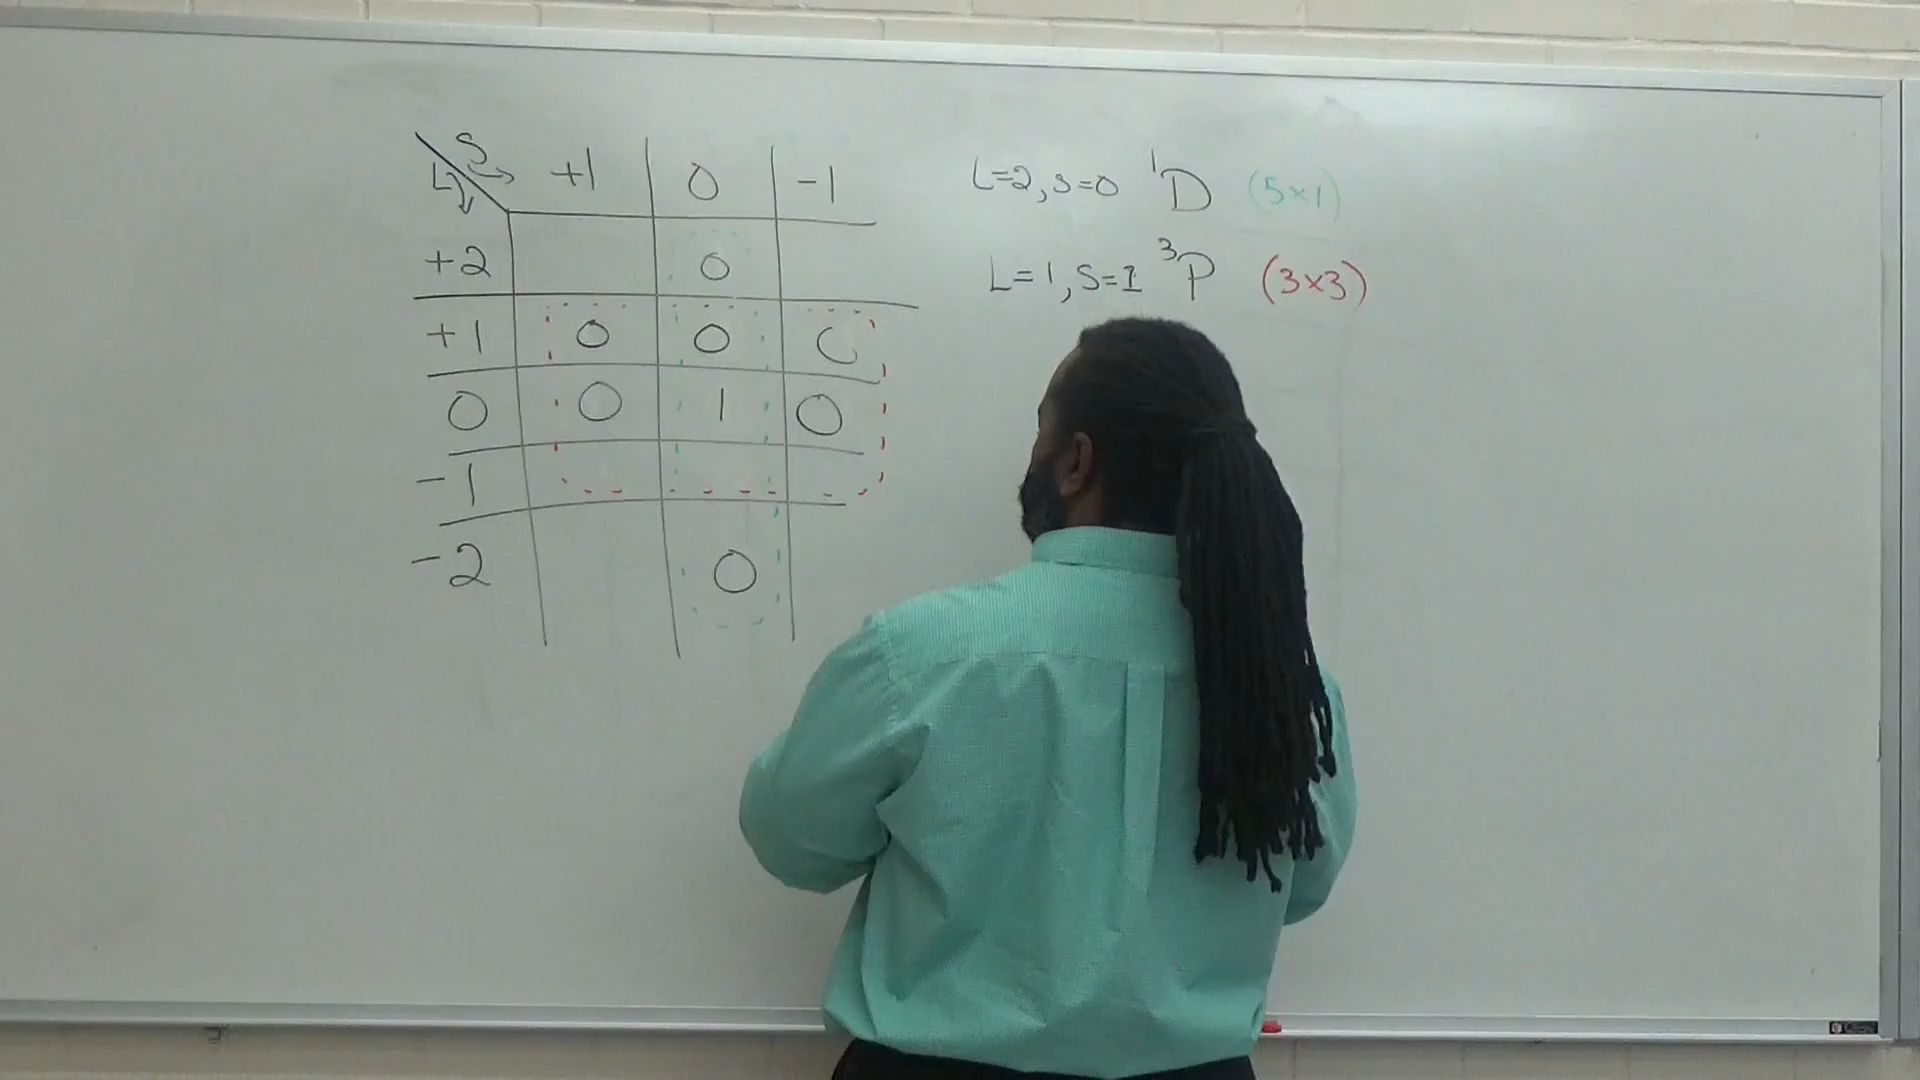 S
L +1 0 -1
+2 0
+1 0 0 0
0 0 1 0
-1
-2 0
L=2, S=0 ¹D (5×1)
L=1, S=1 ³P (3×3)